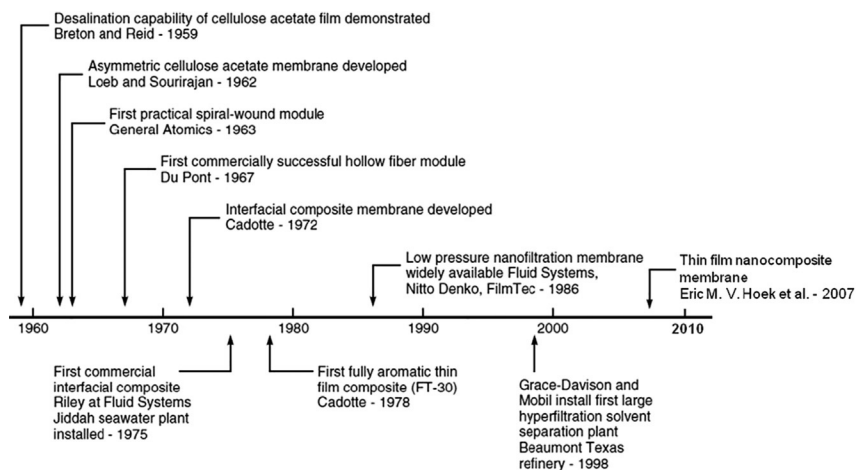 Desalination capability of cellulose acetate film demonstrated
Breton and Reid - 1959
Asymmetric cellulose acetate membrane developed
Loeb and Sourirajan - 1962
First practical spiral-wound module
General Atomics - 1963
First commercially successful hollow fiber module
Du Pont - 1967
Interfacial composite membrane developed
Cadotte - 1972
Low pressure nanofiltration membrane
widely available Fluid Systems,
Nitto Denko, FilmTec - 1986
Thin film nanocomposite
membrane
Eric M. V. Hoek et al. - 2007
1960 1970 1980 1990 2000 2010
First commercial
interfacial composite
Riley at Fluid Systems
Jiddah seawater plant
installed - 1975
First fully aromatic thin
film composite (FT-30)
Cadotte - 1978
Grace-Davison and
Mobil install first large
hyperfiltration solvent
separation plant
Beaumont Texas
refinery - 1998